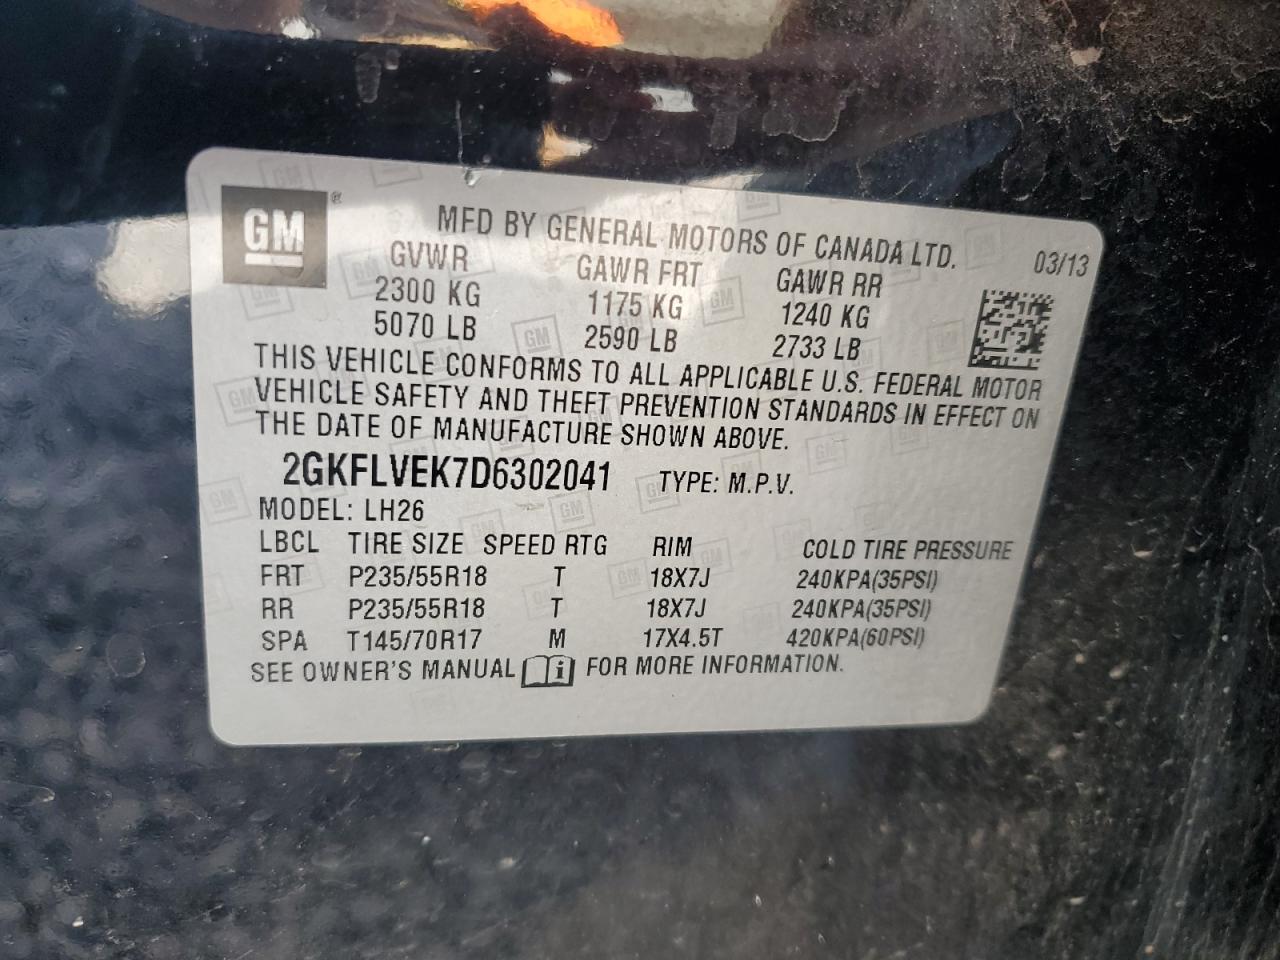 GM ®
MFD BY GENERAL MOTORS OF CANADA LTD.
03/13
GVWR GAWR FRT GAWR RR
2300 KG 1175 KG 1240 KG
5070 LB 2590 LB 2733 LB
THIS VEHICLE CONFORMS TO ALL APPLICABLE U.S. FEDERAL MOTOR
VEHICLE SAFETY AND THEFT PREVENTION STANDARDS IN EFFECT ON
THE DATE OF MANUFACTURE SHOWN ABOVE.
2GKFLVEK7D6302041 TYPE: M.P.V.
MODEL: LH26
LBCL TIRE SIZE SPEED RTG RIM COLD TIRE PRESSURE
FRT P235/55R18 T 18X7J 240KPA(35PSI)
RR P235/55R18 T 18X7J 240KPA(35PSI)
SPA T145/70R17 M 17X4.5T 420KPA(60PSI)
SEE OWNER'S MANUAL i FOR MORE INFORMATION.